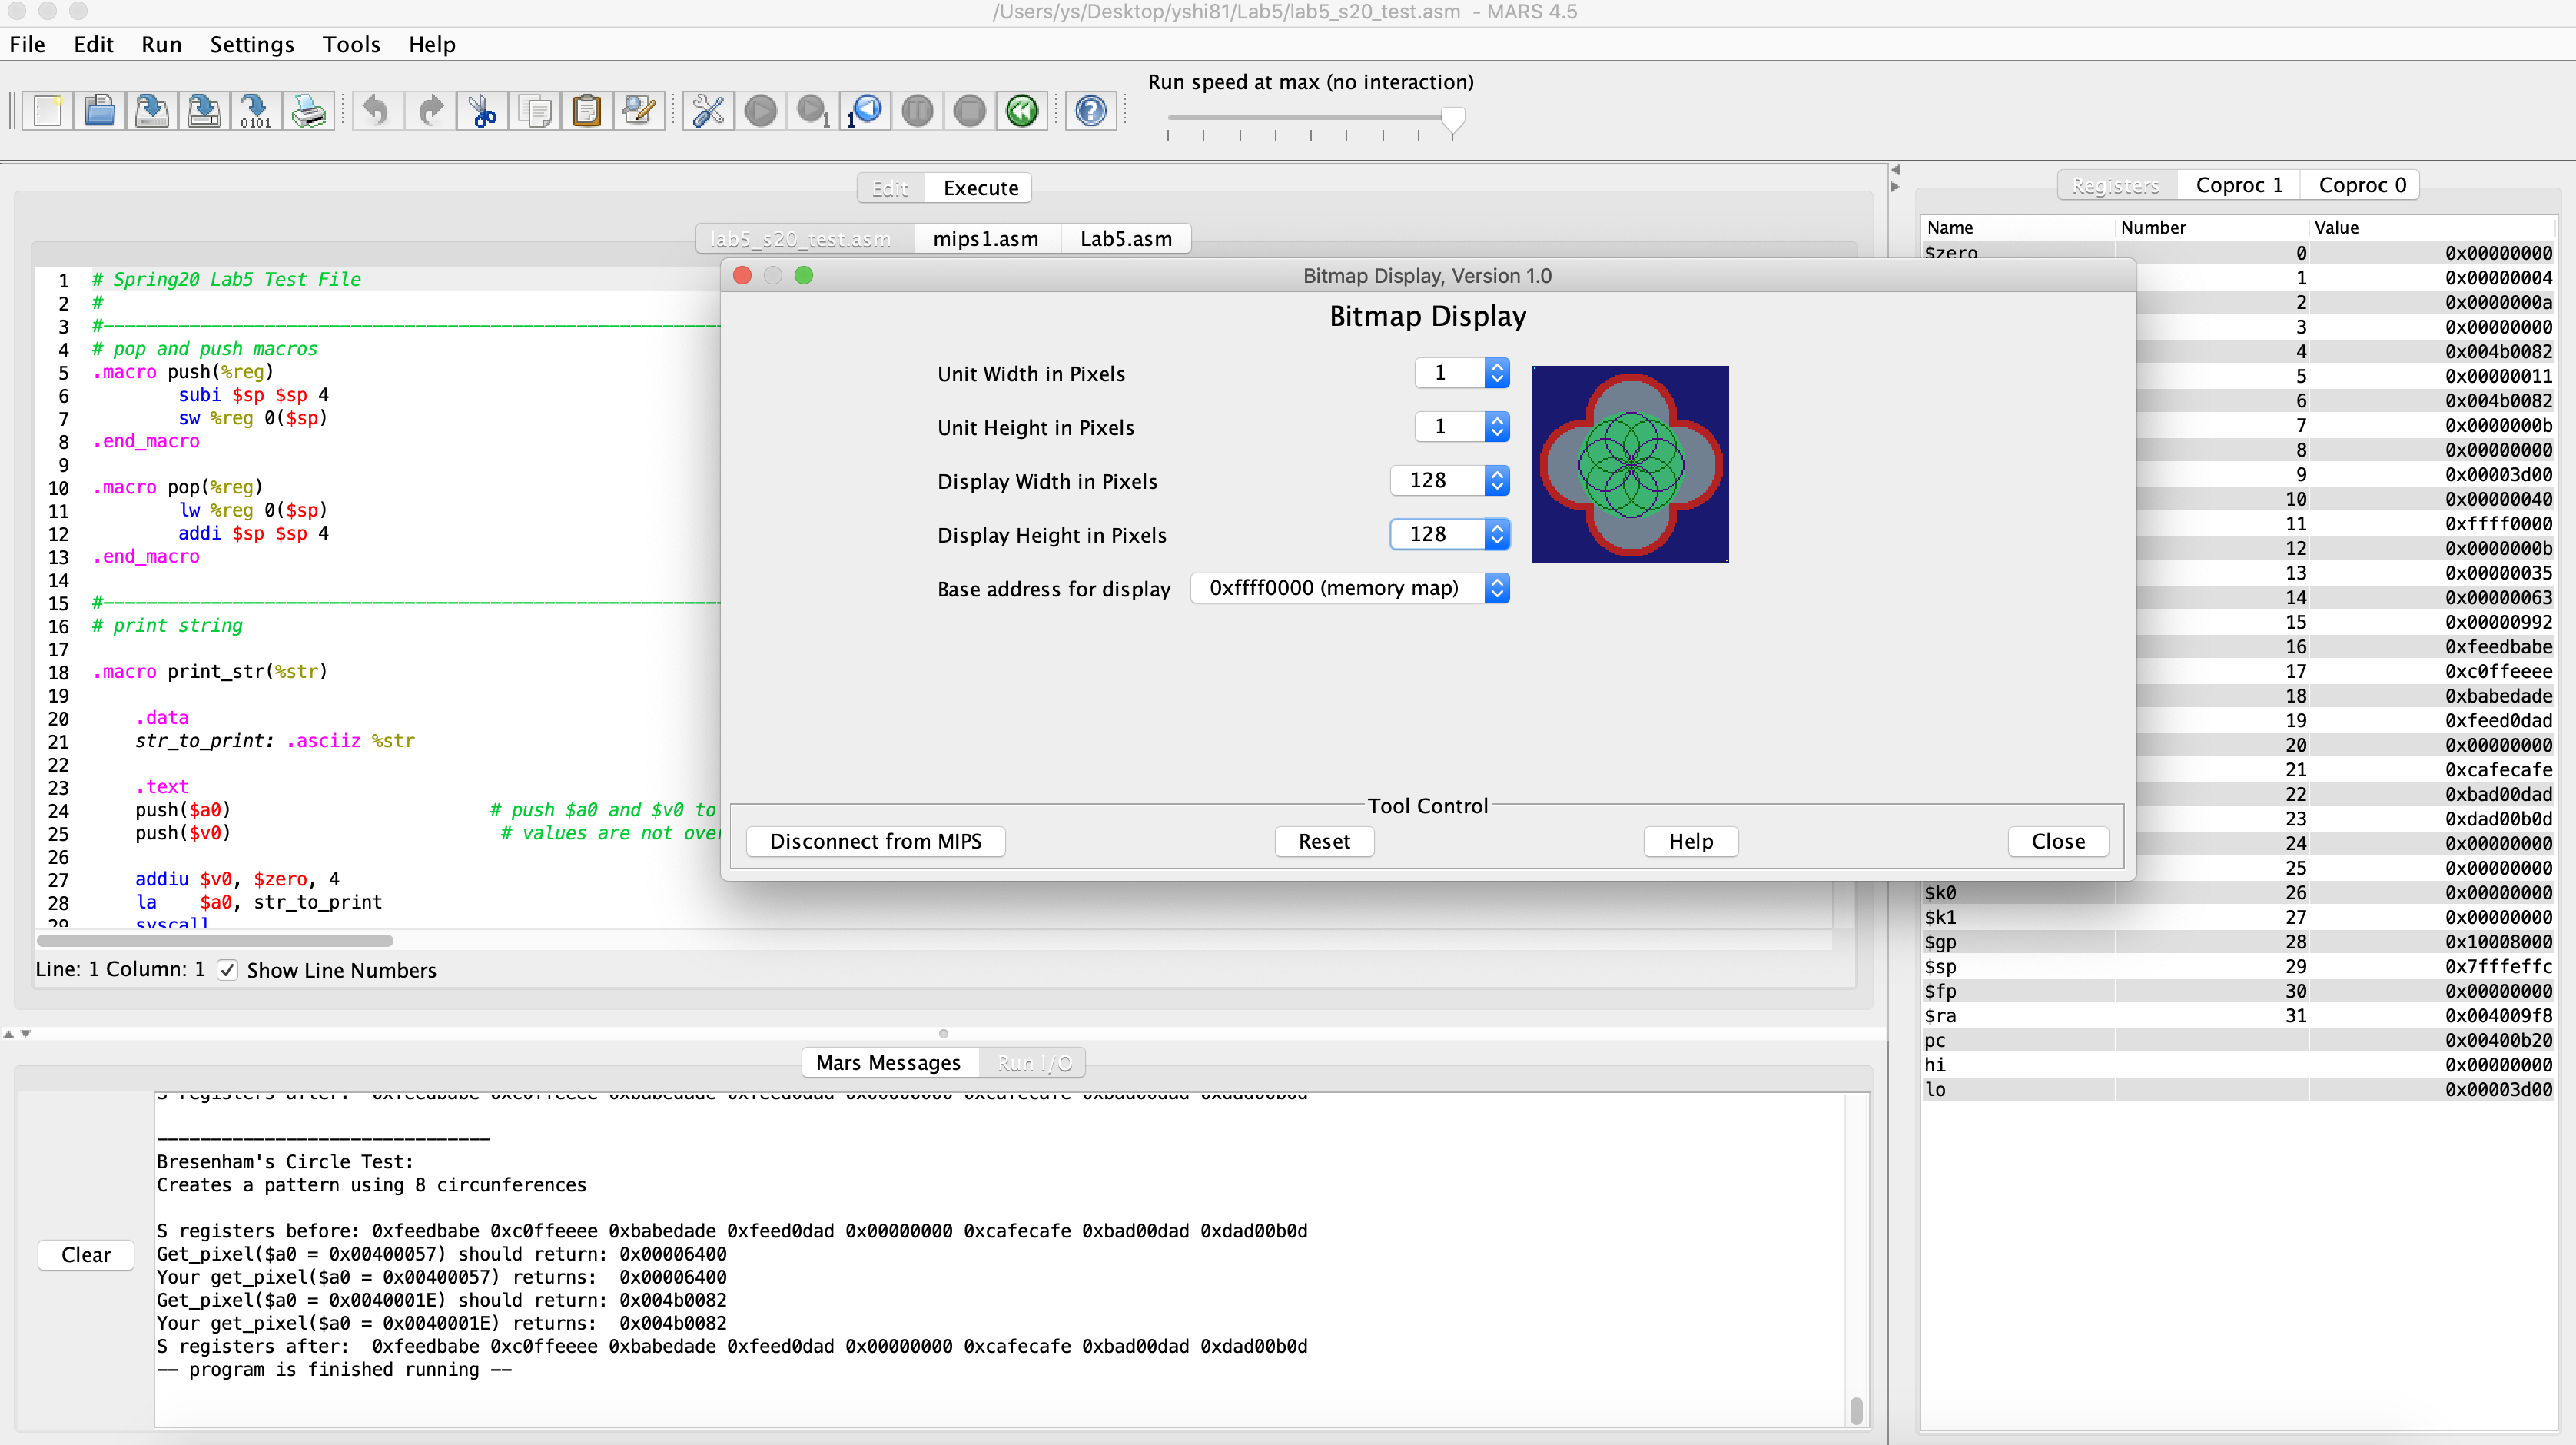 /Users/ys/Desktop/yshi81/Lab5/lab5_s20_test.asm - MARS 4.5
File Edit Run Settings Tools Help
Run speed at max (no interaction)
0101
1
1
Edit Execute
lab5_s20_test.asm mips1.asm Lab5.asm
1 # Spring20 Lab5 Test File
2 #
3 #----------------------------------------------------------
4 # pop and push macros
5 .macro push(%reg)
6 subi $sp $sp 4
7 sw %reg 0($sp)
8 .end_macro
9
10 .macro pop(%reg)
11 lw %reg 0($sp)
12 addi $sp $sp 4
13 .end_macro
14
15 #----------------------------------------------------------
16 # print string
17
18 .macro print_str(%str)
19
20 .data
21 str_to_print: .asciiz %str
22
23 .text
24 push($a0) # push $a0 and $v0 to
25 push($v0) # values are not over
26
27 addiu $v0, $zero, 4
28 la $a0, str_to_print
29 syscall
Line: 1 Column: 1 Show Line Numbers
Bitmap Display, Version 1.0
Bitmap Display
Unit Width in Pixels 1
Unit Height in Pixels 1
Display Width in Pixels 128
Display Height in Pixels 128
Base address for display 0xffff0000 (memory map)
Tool Control
Disconnect from MIPS Reset Help Close
Registers Coproc 1 Coproc 0
Name Number Value
$zero 0 0x00000000
1 0x00000004
2 0x0000000a
3 0x00000000
4 0x004b0082
5 0x00000011
6 0x004b0082
7 0x0000000b
8 0x00000000
9 0x00003d00
10 0x00000040
11 0xffff0000
12 0x0000000b
13 0x00000035
14 0x00000063
15 0x00000992
16 0xfeedbabe
17 0xc0ffeeee
18 0xbabedade
19 0xfeed0dad
20 0x00000000
21 0xcafecafe
22 0xbad00dad
23 0xdad00b0d
24 0x00000000
25 0x00000000
$k0 26 0x00000000
$k1 27 0x00000000
$gp 28 0x10008000
$sp 29 0x7fffeffc
$fp 30 0x00000000
$ra 31 0x004009f8
pc 0x00400b20
hi 0x00000000
lo 0x00003d00
Mars Messages Run I/O
Clear
S registers after: 0xfeedbabe 0xc0ffeeee 0xbabedade 0xfeed0dad 0x00000000 0xcafecafe 0xbad00dad 0xdad00b0d
-------------------------------
Bresenham's Circle Test:
Creates a pattern using 8 circunferences
S registers before: 0xfeedbabe 0xc0ffeeee 0xbabedade 0xfeed0dad 0x00000000 0xcafecafe 0xbad00dad 0xdad00b0d
Get_pixel($a0 = 0x00400057) should return: 0x00006400
Your get_pixel($a0 = 0x00400057) returns: 0x00006400
Get_pixel($a0 = 0x0040001E) should return: 0x004b0082
Your get_pixel($a0 = 0x0040001E) returns: 0x004b0082
S registers after: 0xfeedbabe 0xc0ffeeee 0xbabedade 0xfeed0dad 0x00000000 0xcafecafe 0xbad00dad 0xdad00b0d
-- program is finished running --